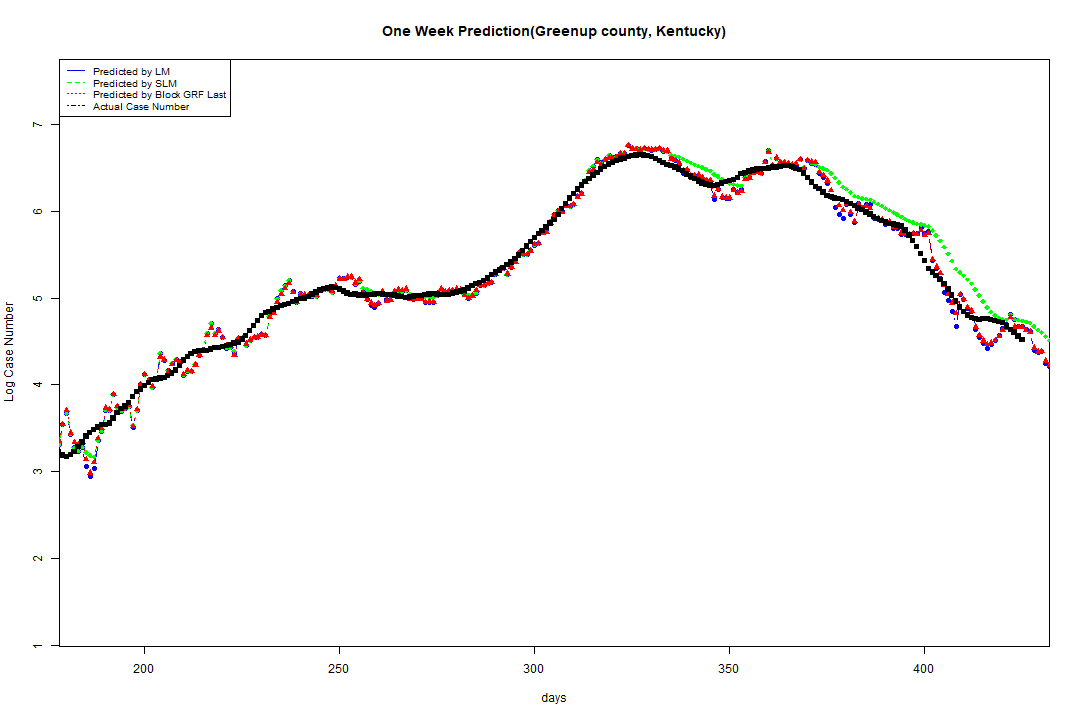 One Week Prediction(Greenup county, Kentucky)
Predicted by LM
Predicted by SLM
Predicted by Block GRF Last
Actual Case Number
7
6
5
4
3
2
1
Log Case Number
200 250 300 350 400
days